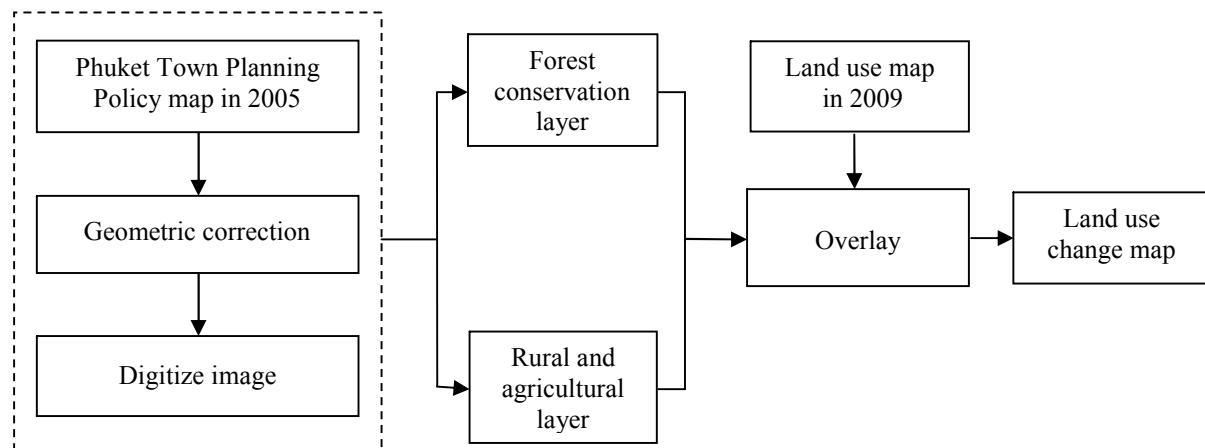 Phuket Town Planning
Policy map in 2005
Geometric correction
Digitize image
Forest
conservation
layer
Rural and
agricultural
layer
Land use map
in 2009
Overlay
Land use
change map